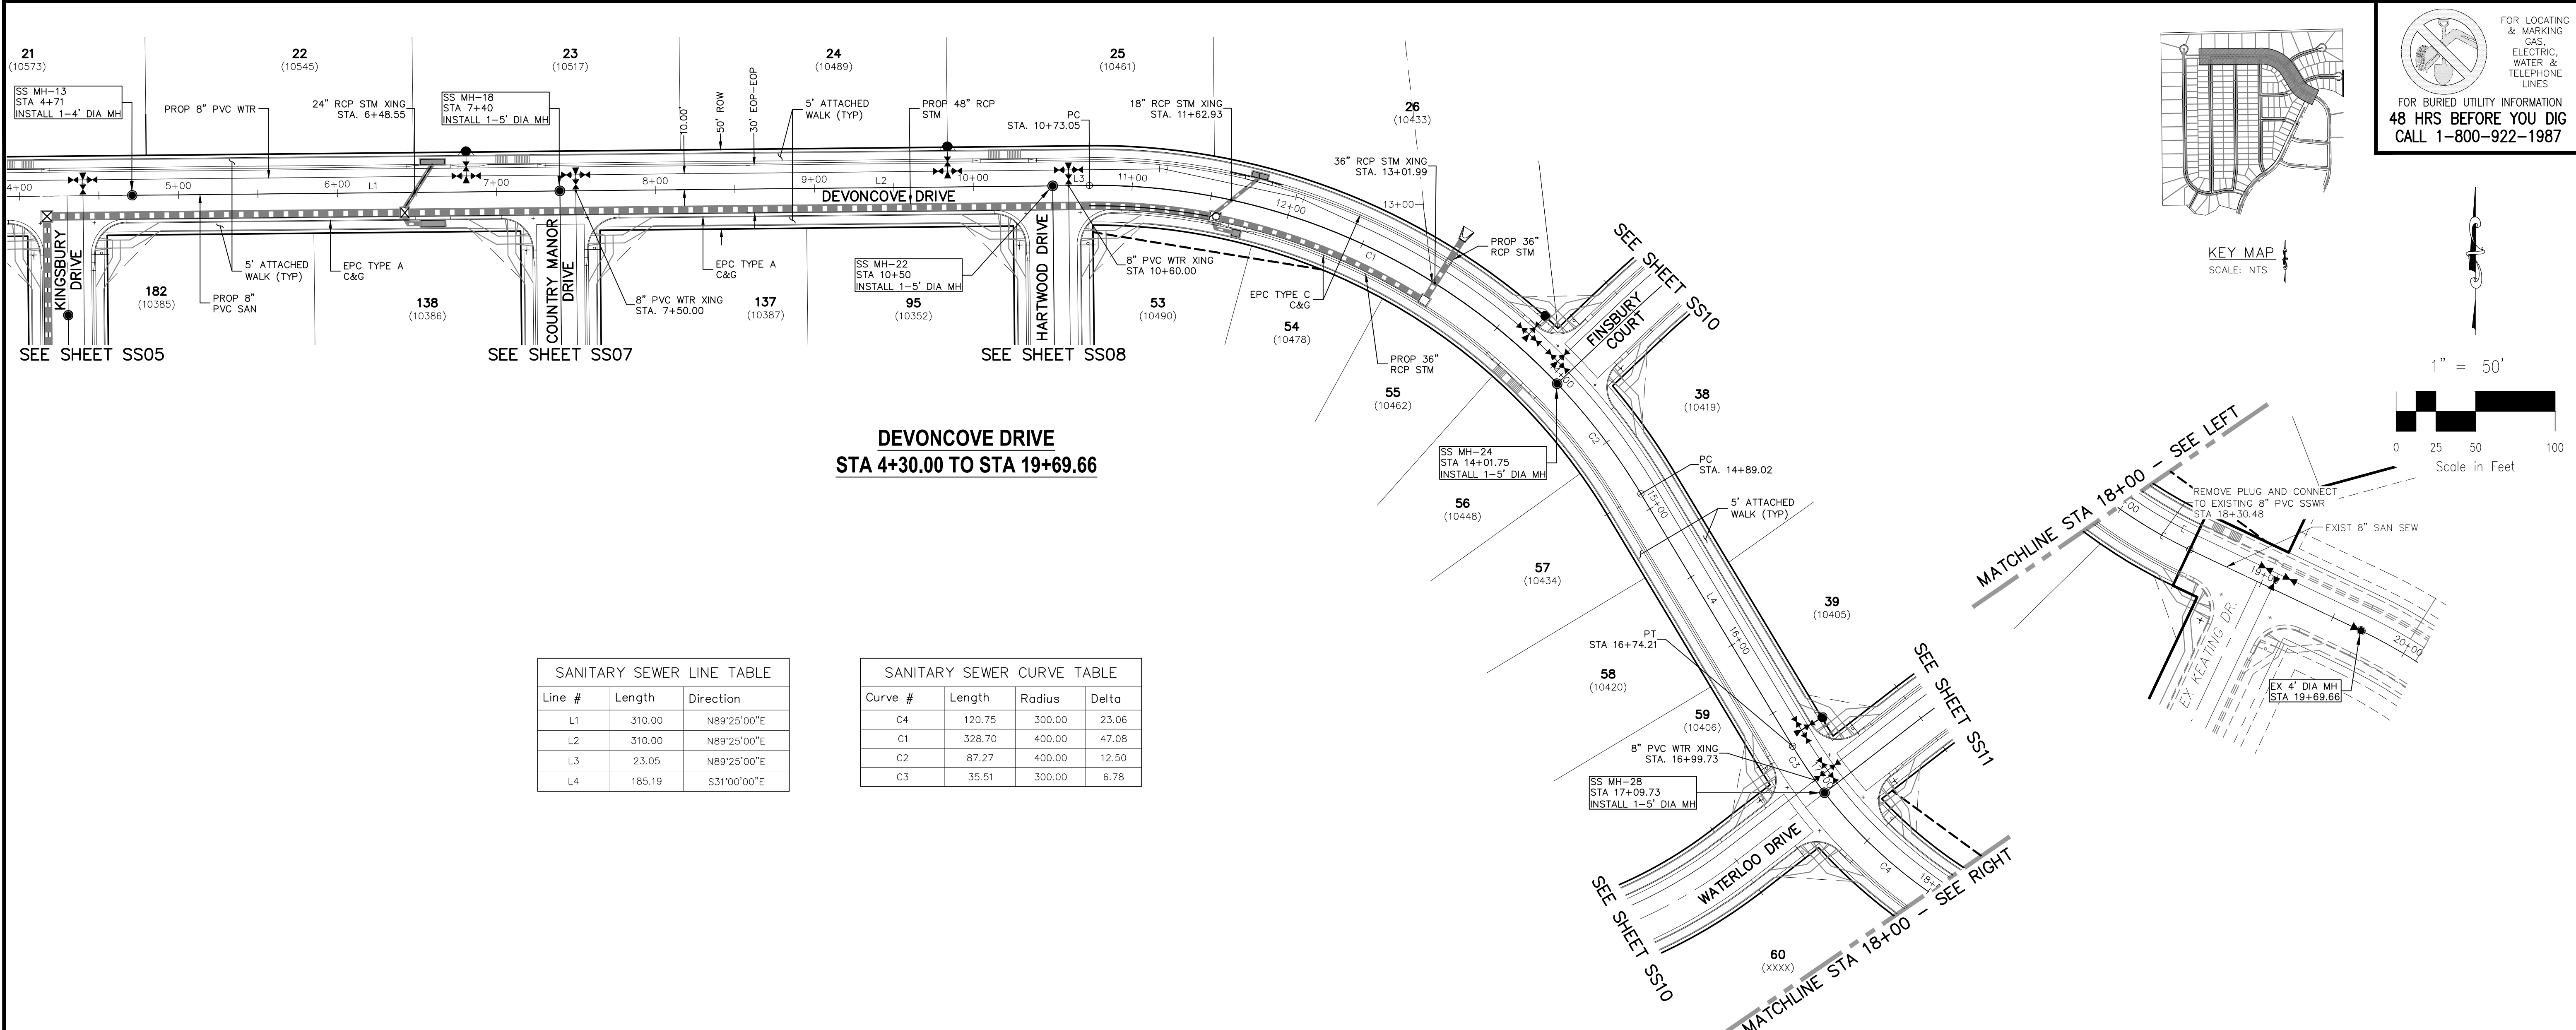 21
(10573)
22
(10545)
23
(10517)
24
(10489)
25
(10461)
26
(10433)
SS MH-13
STA 4+71
INSTALL 1-4' DIA MH
PROP 8" PVC WTR
24" RCP STM XING
STA. 6+48.55
SS MH-18
STA 7+40
INSTALL 1-5' DIA MH
10.00'
50' ROW
30' EOP-EOP
5' ATTACHED
WALK (TYP)
PROP 48" RCP
STM
PC
STA. 10+73.05
18" RCP STM XING
STA. 11+62.93
36" RCP STM XING
STA. 13+01.99
4+00
5+00
6+00
L1
7+00
8+00
9+00
L2
10+00
L3
11+00
12+00
13+00
DEVONCOVE DRIVE
KINGSBURY
DRIVE
5' ATTACHED
WALK (TYP)
EPC TYPE A
C&G
182
(10385)
PROP 8"
PVC SAN
138
(10386)
COUNTRY MANOR
DRIVE
8" PVC WTR XING
STA. 7+50.00
EPC TYPE A
C&G
137
(10387)
SS MH-22
STA 10+50
INSTALL 1-5' DIA MH
95
(10352)
HARTWOOD DRIVE
8" PVC WTR XING
STA 10+60.00
53
(10490)
EPC TYPE C
C&G
54
(10478)
C1
PROP 36"
RCP STM
PROP 36"
RCP STM
55
(10462)
SEE SHEET SS05
SEE SHEET SS07
SEE SHEET SS08
SEE SHEET SS10
FINSBURY
COURT
38
(10419)
DEVONCOVE DRIVE
STA 4+30.00 TO STA 19+69.66
SS MH-24
STA 14+01.75
INSTALL 1-5' DIA MH
C2
PC
STA. 14+89.02
15+00
5' ATTACHED
WALK (TYP)
56
(10448)
57
(10434)
L4
39
(10405)
PT
STA 16+74.21
16+00
58
(10420)
59
(10406)
8" PVC WTR XING
STA. 16+99.73
C3
SS MH-28
STA 17+09.73
INSTALL 1-5' DIA MH
SEE SHEET SS11
WATERLOO DRIVE
C4
SEE SHEET SS10
60
(XXXX)
MATCHLINE STA 18+00 - SEE RIGHT
SANITARY SEWER LINE TABLE
Line # Length Direction
L1 310.00 N89°25'00"E
L2 310.00 N89°25'00"E
L3 23.05 N89°25'00"E
L4 185.19 S31°00'00"E
SANITARY SEWER CURVE TABLE
Curve # Length Radius Delta
C4 120.75 300.00 23.06
C1 328.70 400.00 47.08
C2 87.27 400.00 12.50
C3 35.51 300.00 6.78
KEY MAP
SCALE: NTS
FOR LOCATING
& MARKING
GAS,
ELECTRIC,
WATER &
TELEPHONE
LINES
FOR BURIED UTILITY INFORMATION
48 HRS BEFORE YOU DIG
CALL 1-800-922-1987
1" = 50'
0 25 50 100
Scale in Feet
MATCHLINE STA 18+00 - SEE LEFT
REMOVE PLUG AND CONNECT
TO EXISTING 8" PVC SSWR
STA 18+30.48
EXIST 8" SAN SEW
20+00
EX KEATING DR.
EX 4' DIA MH
STA 19+69.66